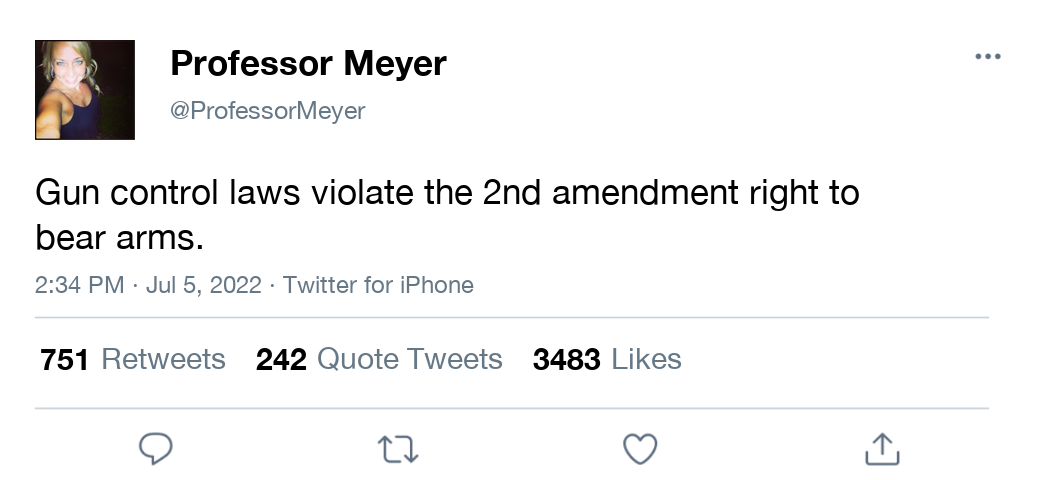 Professor Meyer
@ProfessorMeyer
Gun control laws violate the 2nd amendment right to
bear arms.
2:34 PM · Jul 5, 2022 · Twitter for iPhone
751 Retweets 242 Quote Tweets 3483 Likes